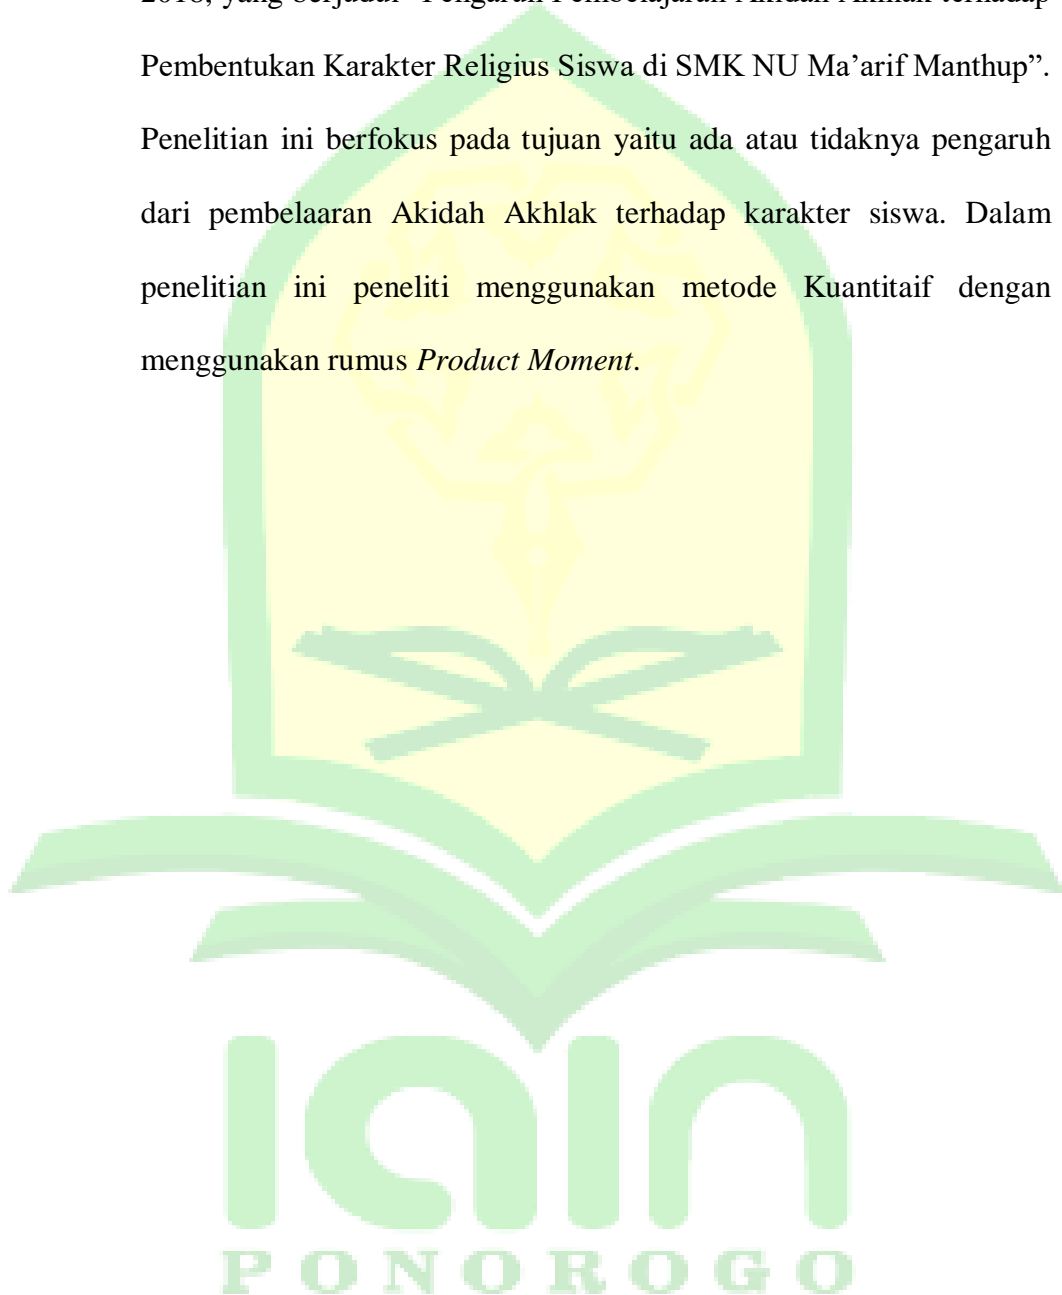 2018, yang berjudul “Pengaruh Pembelajaran Akidah Akhlak terhadap
Pembentukan Karakter Religius Siswa di SMK NU Ma’arif Manthup”.
Penelitian ini berfokus pada tujuan yaitu ada atau tidaknya pengaruh
dari pembelaaran Akidah Akhlak terhadap karakter siswa. Dalam
penelitian ini peneliti menggunakan metode Kuantitaif dengan
menggunakan rumus Product Moment.
iain
PONOROGO